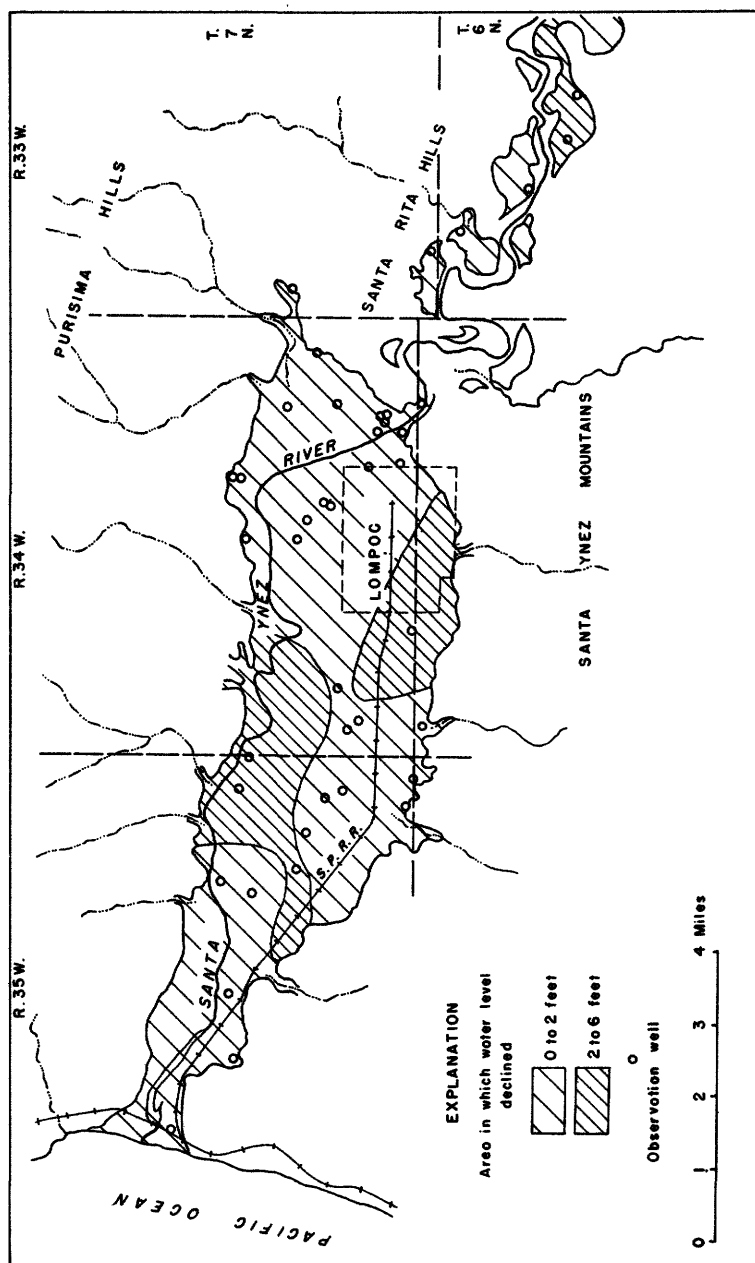 R. 35 W.
R. 34 W.
R. 33 W.
T.
7
N.
T.
6
N.
PURISIMA
HILLS
SANTA
RITA
HILLS
SANTA
YNEZ
RIVER
LOMPOC
S. P. R. R.
SANTA
YNEZ
MOUNTAINS
PACIFIC OCEAN
EXPLANATION
Area in which water level
declined
0 to 2 feet
2 to 6 feet
Observation well
0 1 2 3 4 Miles